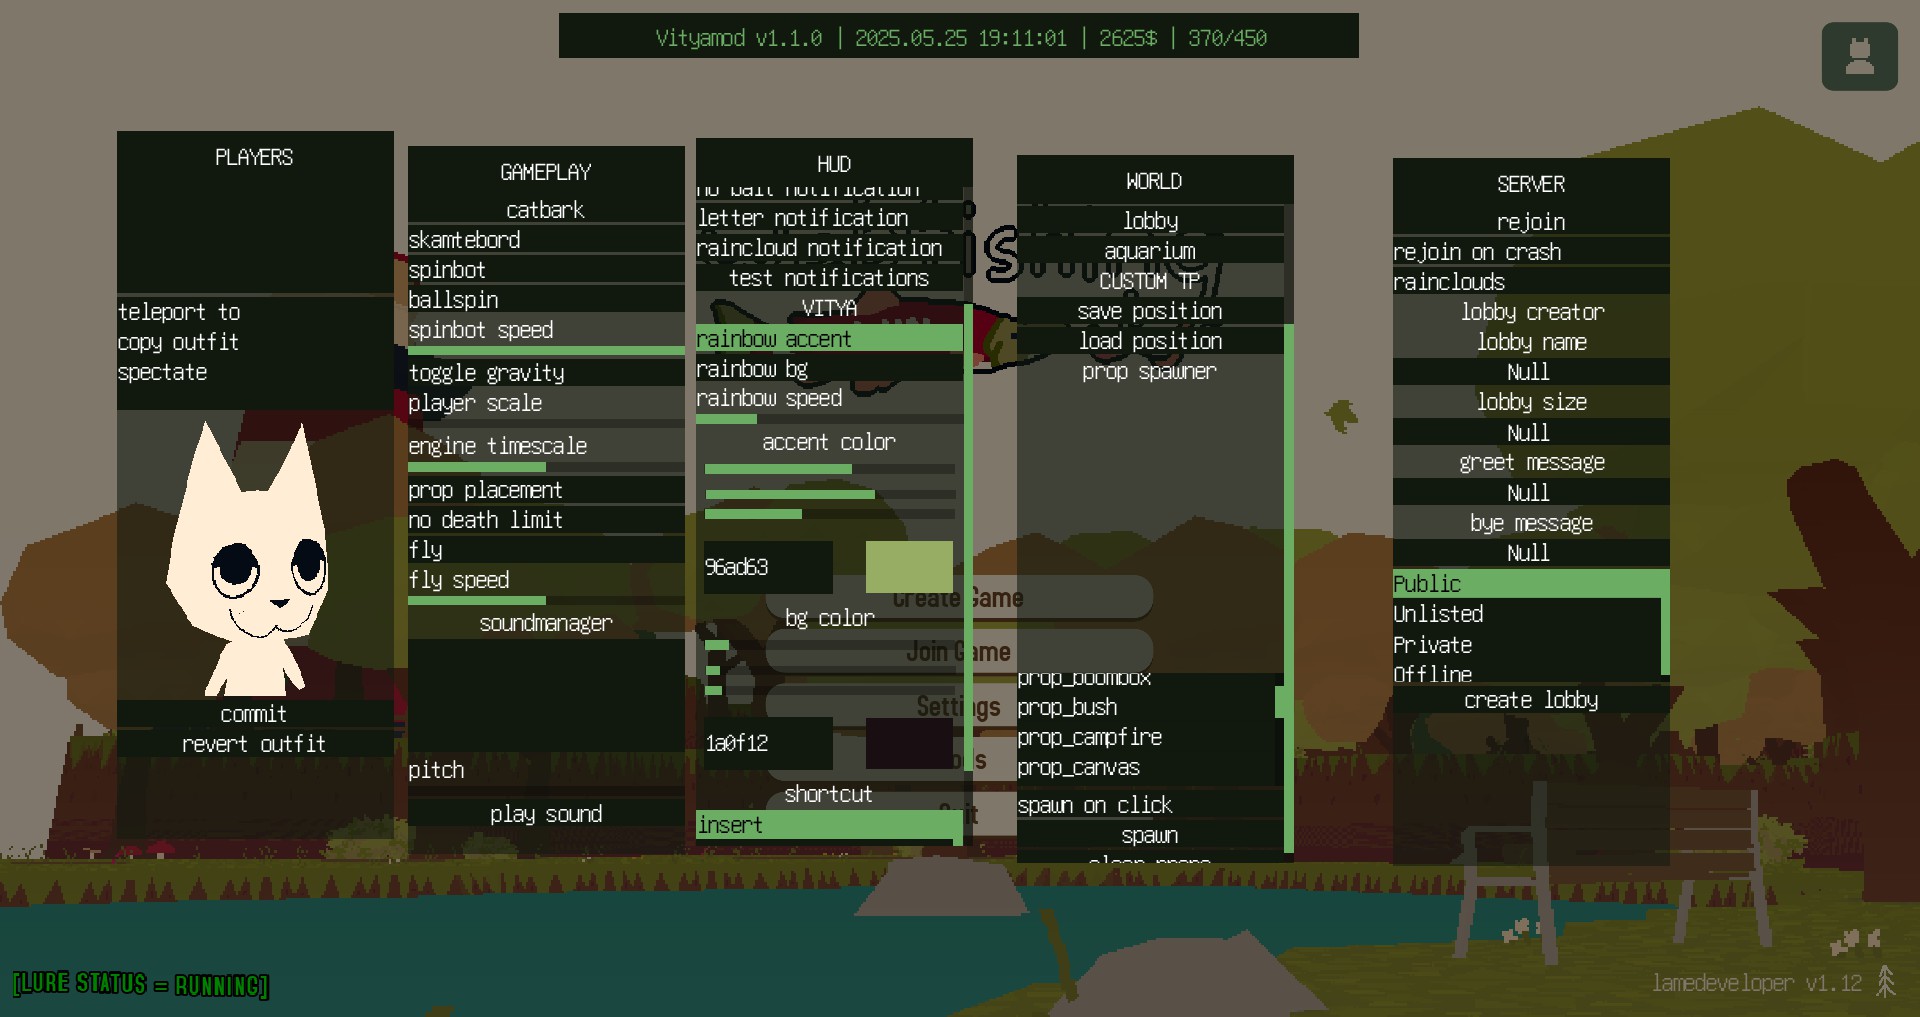 Vityamod v1.1.0 | 2025.05.25 19:11:01 | 2625$ | 370/450
PLAYERS
teleport to
copy outfit
spectate
commit
revert outfit
GAMEPLAY
catbark
skamtebord
spinbot
ballspin
spinbot speed
toggle gravity
player scale
engine timescale
prop placement
no death limit
fly
fly speed
soundmanager
pitch
play sound
HUD
no bait notification
letter notification
raincloud notification
test notifications
VITYA
rainbow accent
rainbow bg
rainbow speed
accent color
96ad63
bg color
1a0f12
shortcut
insert
WORLD
lobby
aquarium
CUSTOM TP
save position
load position
prop spawner
prop_boombox
prop_bush
prop_campfire
prop_canvas
spawn on click
spawn
SERVER
rejoin
rejoin on crash
rainclouds
lobby creator
lobby name
Null
lobby size
Null
greet message
Null
bye message
Null
Public
Unlisted
Private
Offline
create lobby
Create Game
Join Game
Settings
[LURE STATUS = RUNNING]
lamedeveloper v1.12